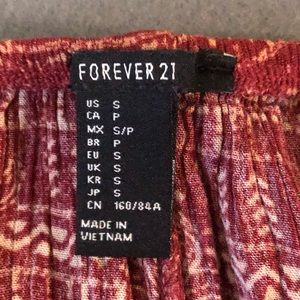 FOREVER 21
US S
CA P
MX S/P
BR P
EU S
UK S
KR S
JP S
CN 160/84A
MADE IN
VIETNAM